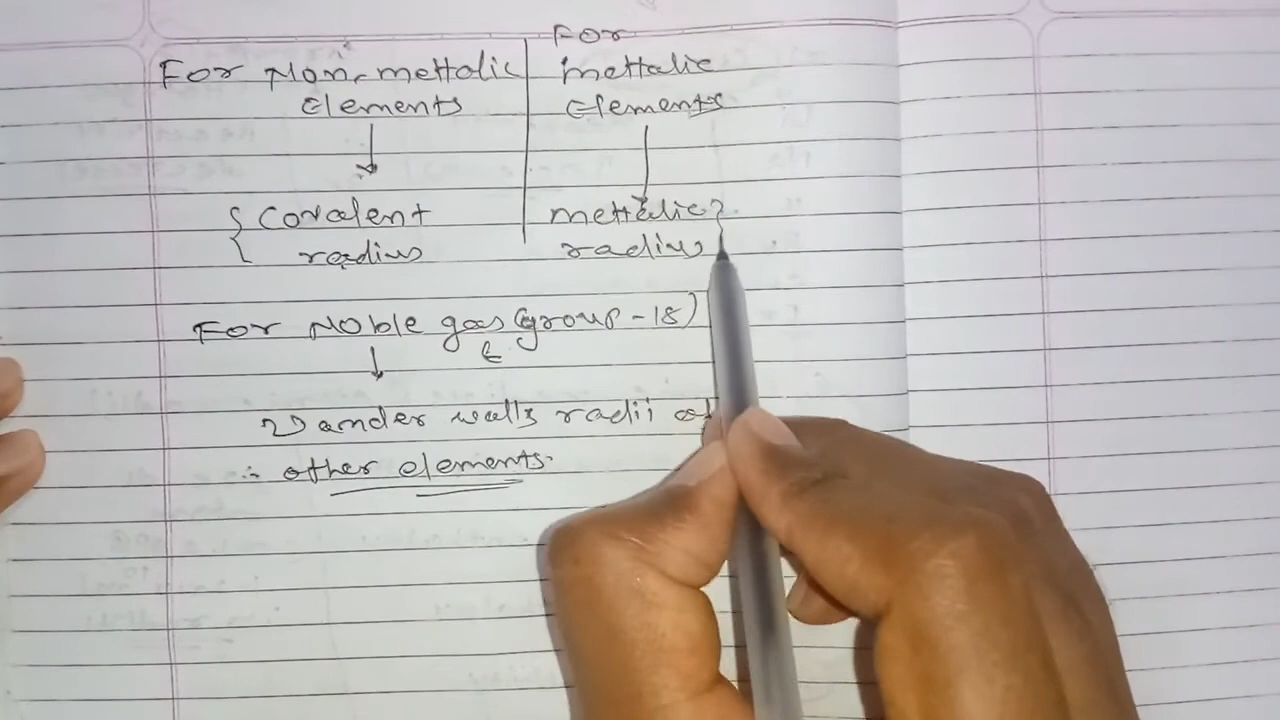 For Non-mettalic
Elements
Covalent
radius
For
mettalic
Elements
mettalic
radius
For Noble gas (group-18)
Vander walls radii of
∴ other elements.